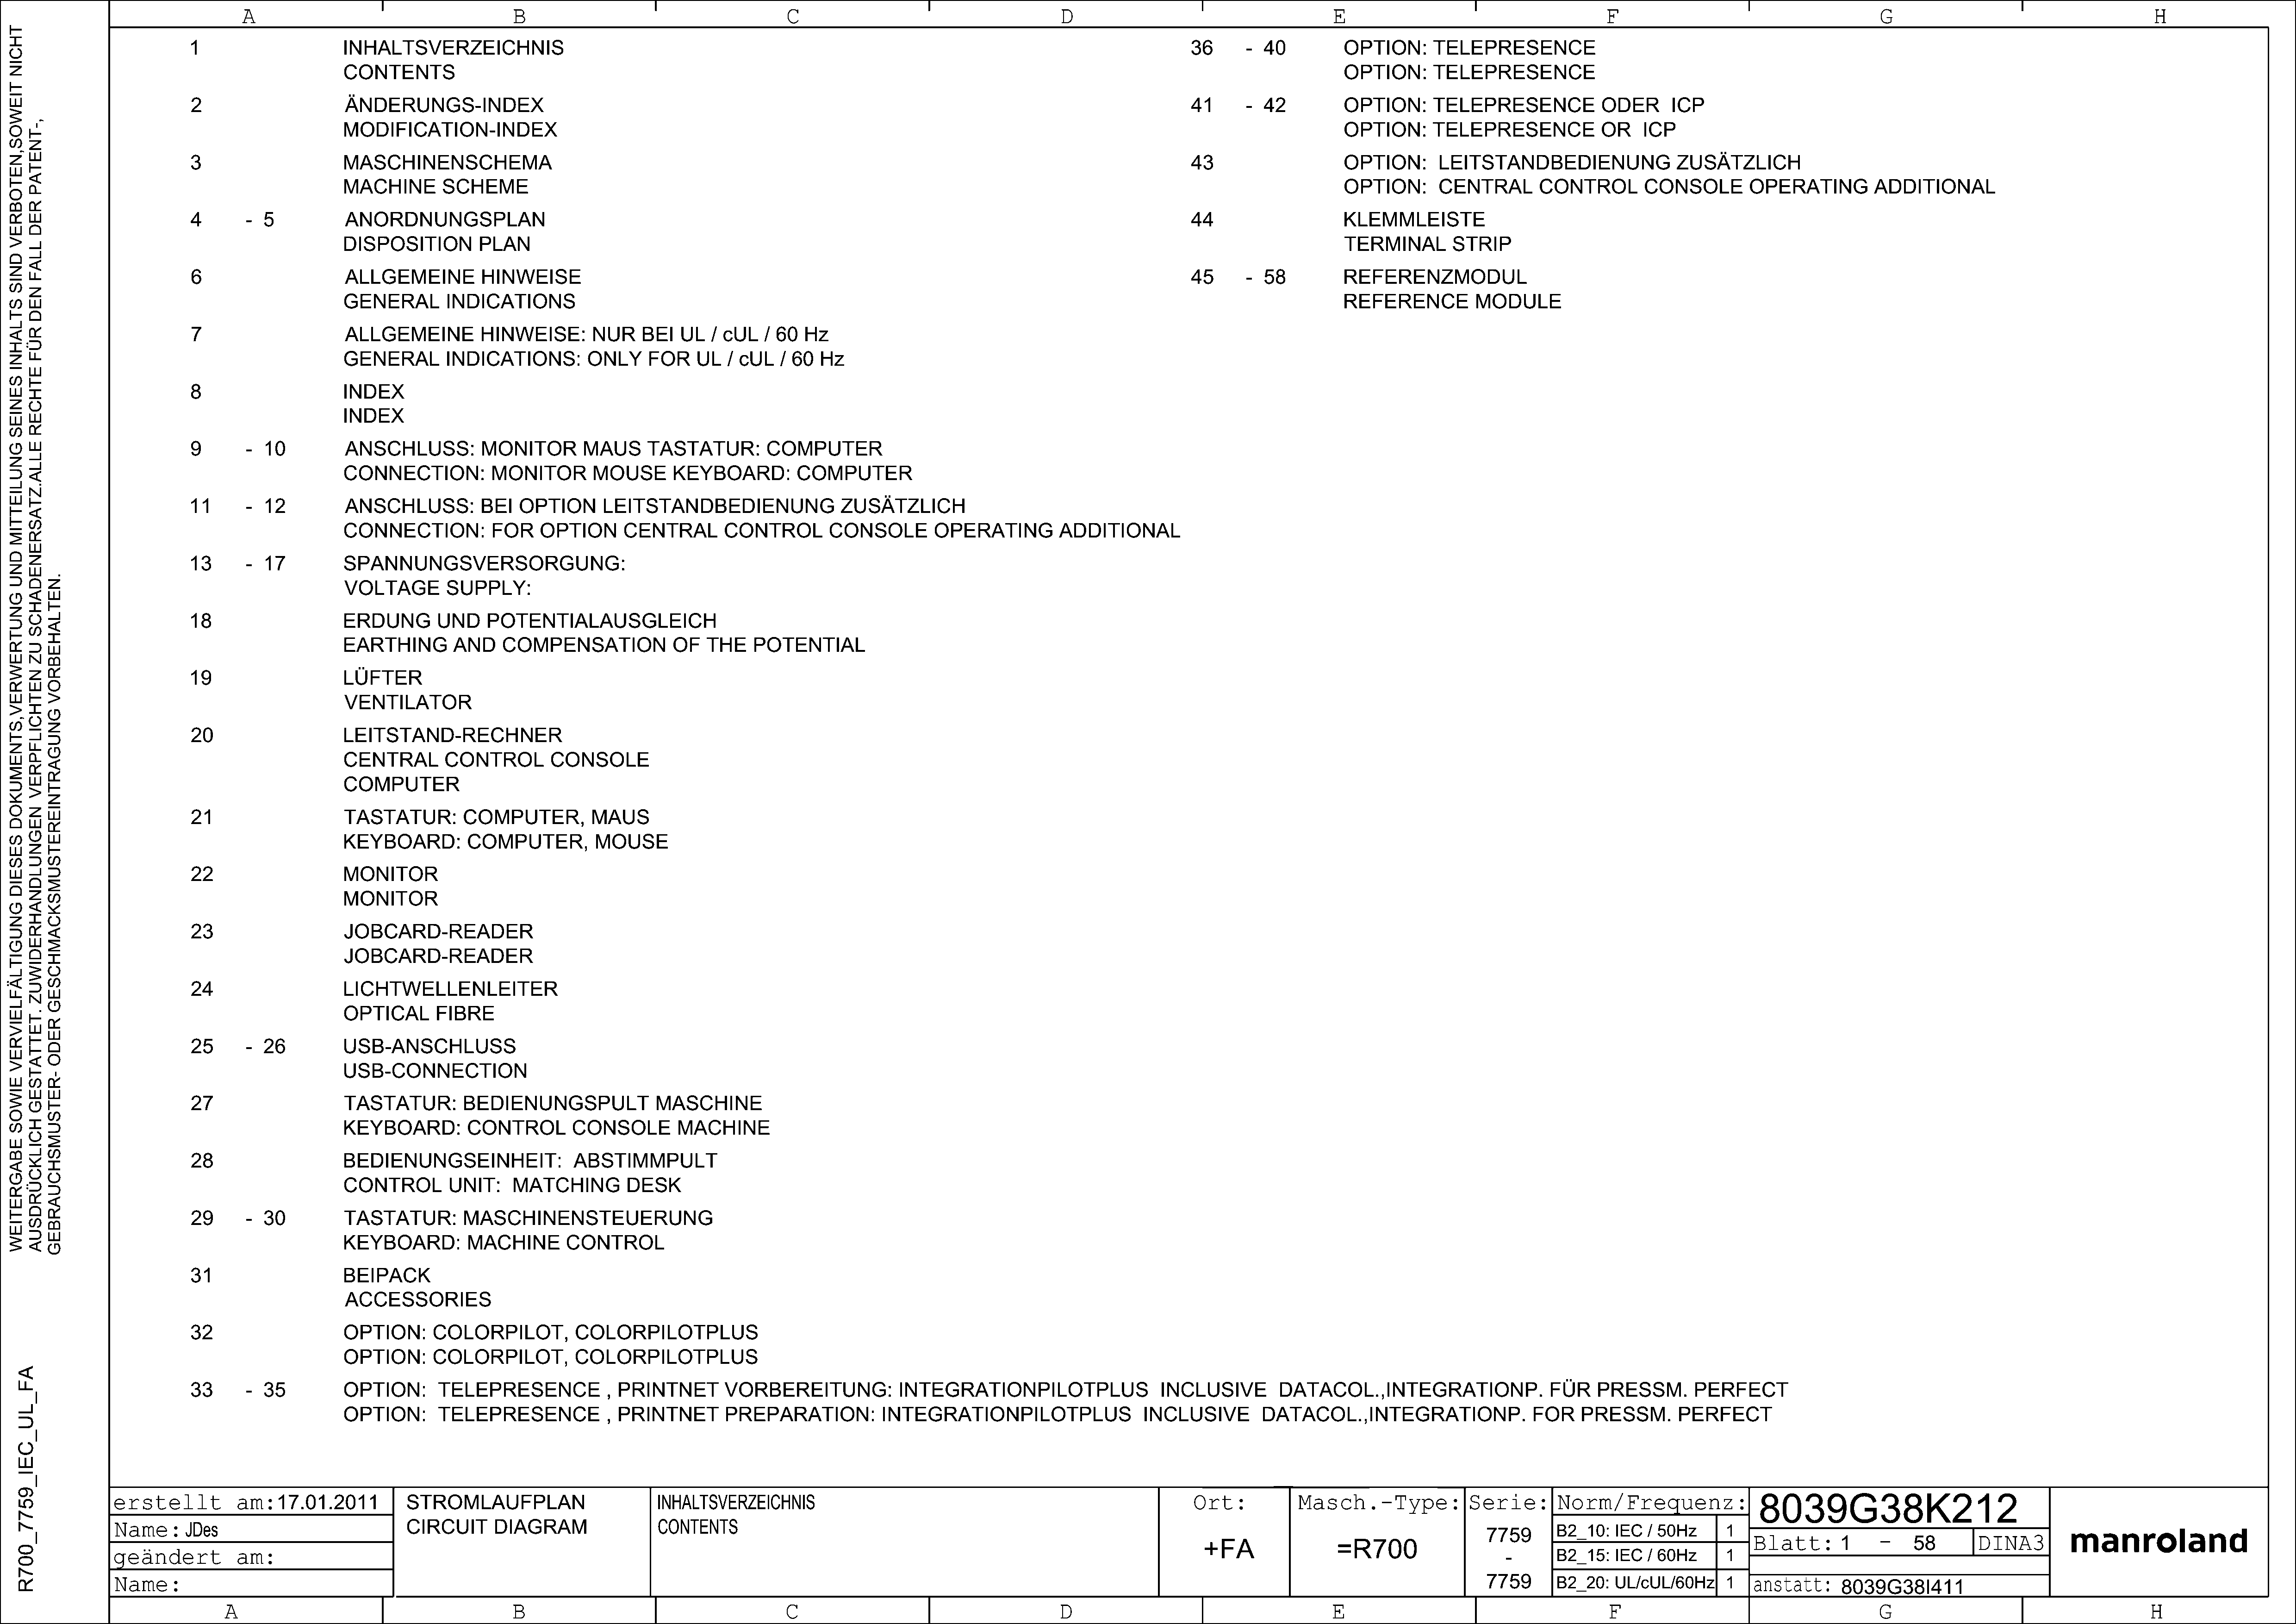 A B C D E F G H
1 INHALTSVERZEICHNIS
CONTENTS
2 ÄNDERUNGS-INDEX
MODIFICATION-INDEX
3 MASCHINENSCHEMA
MACHINE SCHEME
4 - 5 ANORDNUNGSPLAN
DISPOSITION PLAN
6 ALLGEMEINE HINWEISE
GENERAL INDICATIONS
7 ALLGEMEINE HINWEISE: NUR BEI UL / cUL / 60 Hz
GENERAL INDICATIONS: ONLY FOR UL / cUL / 60 Hz
8 INDEX
INDEX
9 - 10 ANSCHLUSS: MONITOR MAUS TASTATUR: COMPUTER
CONNECTION: MONITOR MOUSE KEYBOARD: COMPUTER
11 - 12 ANSCHLUSS: BEI OPTION LEITSTANDBEDIENUNG ZUSÄTZLICH
CONNECTION: FOR OPTION CENTRAL CONTROL CONSOLE OPERATING ADDITIONAL
13 - 17 SPANNUNGSVERSORGUNG:
VOLTAGE SUPPLY:
18 ERDUNG UND POTENTIALAUSGLEICH
EARTHING AND COMPENSATION OF THE POTENTIAL
19 LÜFTER
VENTILATOR
20 LEITSTAND-RECHNER
CENTRAL CONTROL CONSOLE
COMPUTER
21 TASTATUR: COMPUTER, MAUS
KEYBOARD: COMPUTER, MOUSE
22 MONITOR
MONITOR
23 JOBCARD-READER
JOBCARD-READER
24 LICHTWELLENLEITER
OPTICAL FIBRE
25 - 26 USB-ANSCHLUSS
USB-CONNECTION
27 TASTATUR: BEDIENUNGSPULT MASCHINE
KEYBOARD: CONTROL CONSOLE MACHINE
28 BEDIENUNGSEINHEIT: ABSTIMMPULT
CONTROL UNIT: MATCHING DESK
29 - 30 TASTATUR: MASCHINENSTEUERUNG
KEYBOARD: MACHINE CONTROL
31 BEIPACK
ACCESSORIES
32 OPTION: COLORPILOT, COLORPILOTPLUS
OPTION: COLORPILOT, COLORPILOTPLUS
33 - 35 OPTION: TELEPRESENCE , PRINTNET VORBEREITUNG: INTEGRATIONPILOTPLUS INCLUSIVE DATACOL.,INTEGRATIONP. FÜR PRESSM. PERFECT
OPTION: TELEPRESENCE , PRINTNET PREPARATION: INTEGRATIONPILOTPLUS INCLUSIVE DATACOL.,INTEGRATIONP. FOR PRESSM. PERFECT
36 - 40 OPTION: TELEPRESENCE
OPTION: TELEPRESENCE
41 - 42 OPTION: TELEPRESENCE ODER ICP
OPTION: TELEPRESENCE OR ICP
43 OPTION: LEITSTANDBEDIENUNG ZUSÄTZLICH
OPTION: CENTRAL CONTROL CONSOLE OPERATING ADDITIONAL
44 KLEMMLEISTE
TERMINAL STRIP
45 - 58 REFERENZMODUL
REFERENCE MODULE
WEITERGABE SOWIE VERVIELFÄLTIGUNG DIESES DOKUMENTS,VERWERTUNG UND MITTEILUNG SEINES INHALTS SIND VERBOTEN,SOWEIT NICHT
AUSDRÜCKLICH GESTATTET. ZUWIDERHANDLUNGEN VERPFLICHTEN ZU SCHADENERSATZ.ALLE RECHTE FÜR DEN FALL DER PATENT-,
GEBRAUCHSMUSTER- ODER GESCHMACKSMUSTEREINTRAGUNG VORBEHALTEN.
R700_7759_IEC_UL_FA
erstellt am:17.01.2011
Name: JDes
geändert am:
Name:
STROMLAUFPLAN
CIRCUIT DIAGRAM
INHALTSVERZEICHNIS
CONTENTS
Ort:
+FA
Masch.-Type:
=R700
Serie:
7759
-
7759
Norm/Frequenz:
B2_10: IEC / 50Hz 1
B2_15: IEC / 60Hz 1
B2_20: UL/cUL/60Hz 1
8039G38K212
Blatt: 1 - 58 DINA3
anstatt: 8039G38I411
manroland
A B C D E F G H